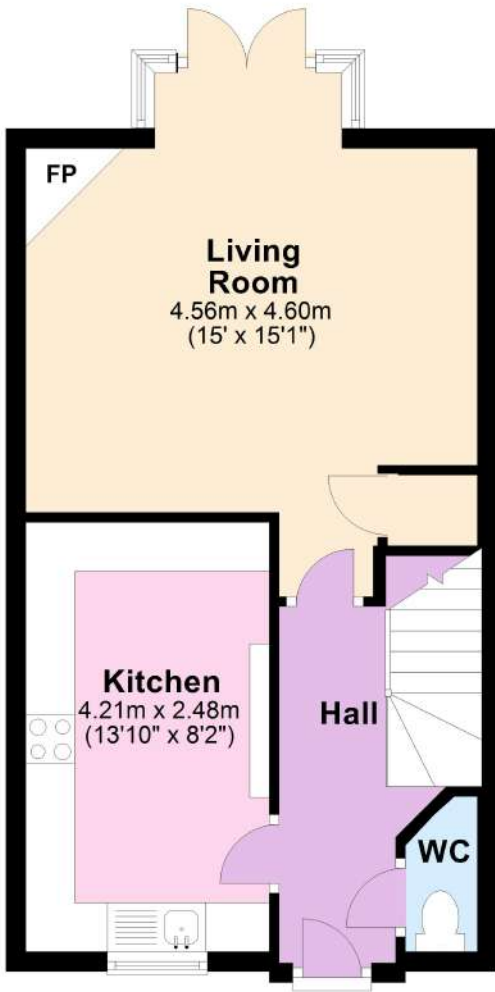 FP
Living
Room
4.56m x 4.60m
(15' x 15'1")
Kitchen
4.21m x 2.48m
(13'10" x 8'2")
Hall
WC